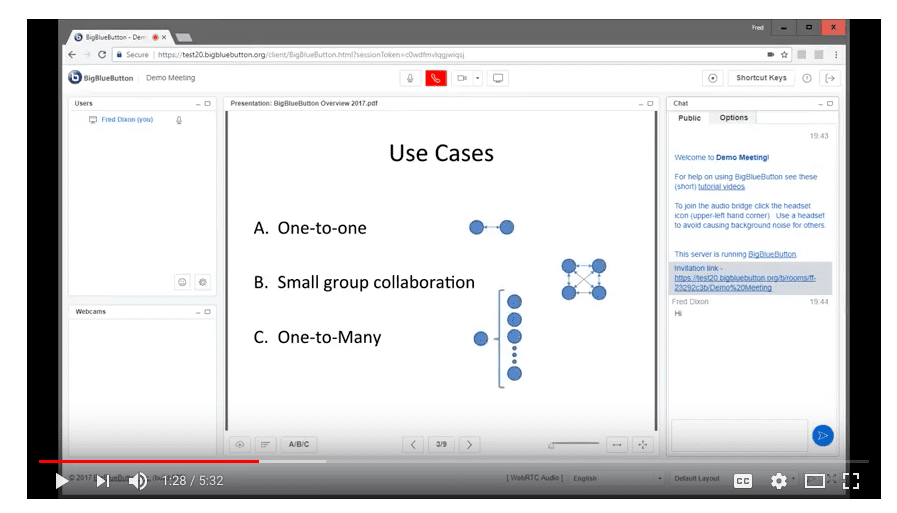 Fred
BigBlueButton - Dem
Secure | https://test20.bigbluebutton.org/client/BigBlueButton.html?sessionToken=c0wdfmvlqgjwiqsj
BigBlueButton Demo Meeting
Shortcut Keys
Users
Fred Dixon (you)
Webcams
Presentation: BigBlueButton Overview 2017.pdf
Use Cases
A. One-to-one
B. Small group collaboration
C. One-to-Many
A/B/C
3/9
Chat
Public Options
19:43
Welcome to Demo Meeting!
For help on using BigBlueButton see these
(short) tutorial videos.
To join the audio bridge click the headset
icon (upper-left hand corner). Use a headset
to avoid causing background noise for others.
This server is running BigBlueButton.
Invitation link -
https://test20.bigbluebutton.org/b/rooms/ff-
23292c3b/Demo%20Meeting
Fred Dixon 19:44
Hi
© 2017
[ WebRTC Audio ] English
Default Layout
1:28 / 5:32
CC